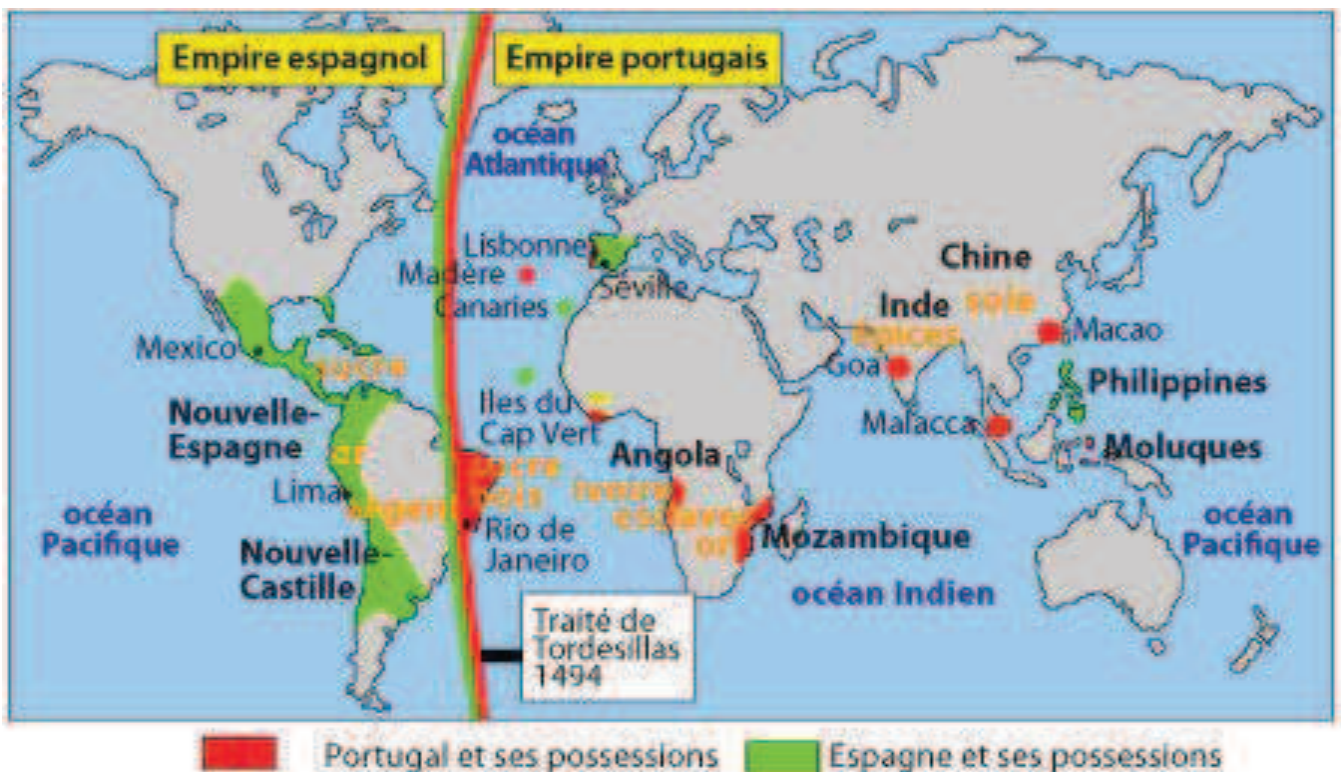 Empire espagnol
Empire portugais
océan
Atlantique
Lisbonne
Madère
Séville
Canaries
Chine
soie
Inde
épices
Macao
Mexico
sucre
Goa
Philippines
Iles du
Cap Vert
Nouvelle-
Espagne
Malacca
Moluques
Angola
or
sucre
bois
ivoire
Lima
argent
esclaves
or
océan
Pacifique
Rio de
Janeiro
Mozambique
océan
Pacifique
Nouvelle-
Castille
océan Indien
Traité de
Tordesillas
1494
Portugal et ses possessions
Espagne et ses possessions